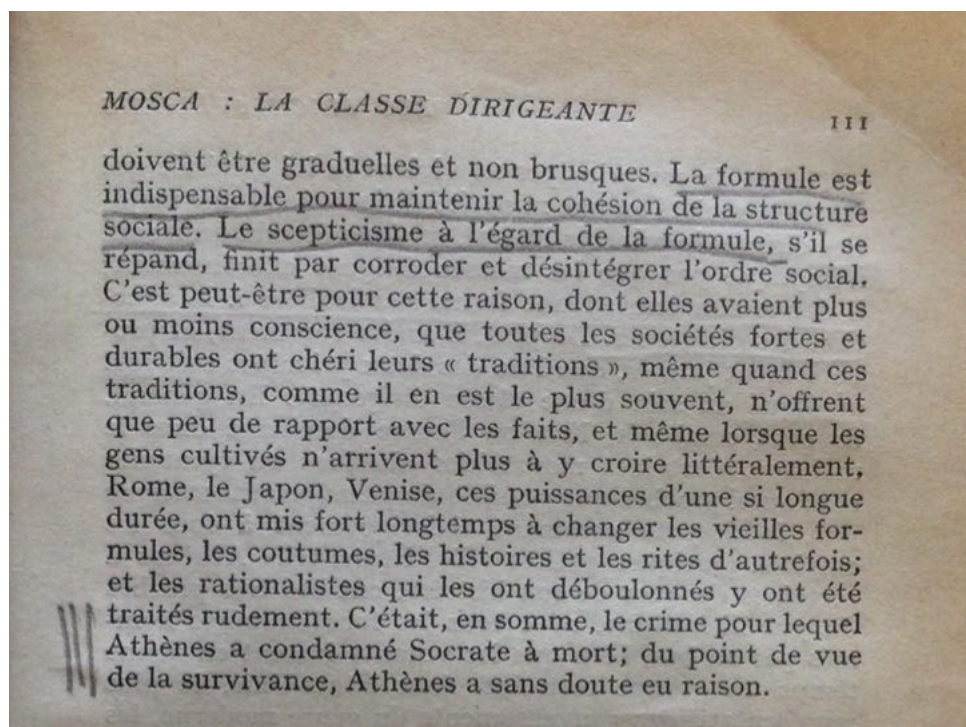 MOSCA : LA CLASSE DIRIGEANTE
III
doivent être graduelles et non brusques. La formule est
indispensable pour maintenir la cohésion de la structure
sociale. Le scepticisme à l'égard de la formule, s'il se
répand, finit par corroder et désintégrer l'ordre social.
C'est peut-être pour cette raison, dont elles avaient plus
ou moins conscience, que toutes les sociétés fortes et
durables ont chéri leurs « traditions », même quand ces
traditions, comme il en est le plus souvent, n'offrent
que peu de rapport avec les faits, et même lorsque les
gens cultivés n'arrivent plus à y croire littéralement.
Rome, le Japon, Venise, ces puissances d'une si longue
durée, ont mis fort longtemps à changer les vieilles for-
mules, les coutumes, les histoires et les rites d'autrefois;
et les rationalistes qui les ont déboulonnés y ont été
traités rudement. C'était, en somme, le crime pour lequel
Athènes a condamné Socrate à mort; du point de vue
de la survivance, Athènes a sans doute eu raison.